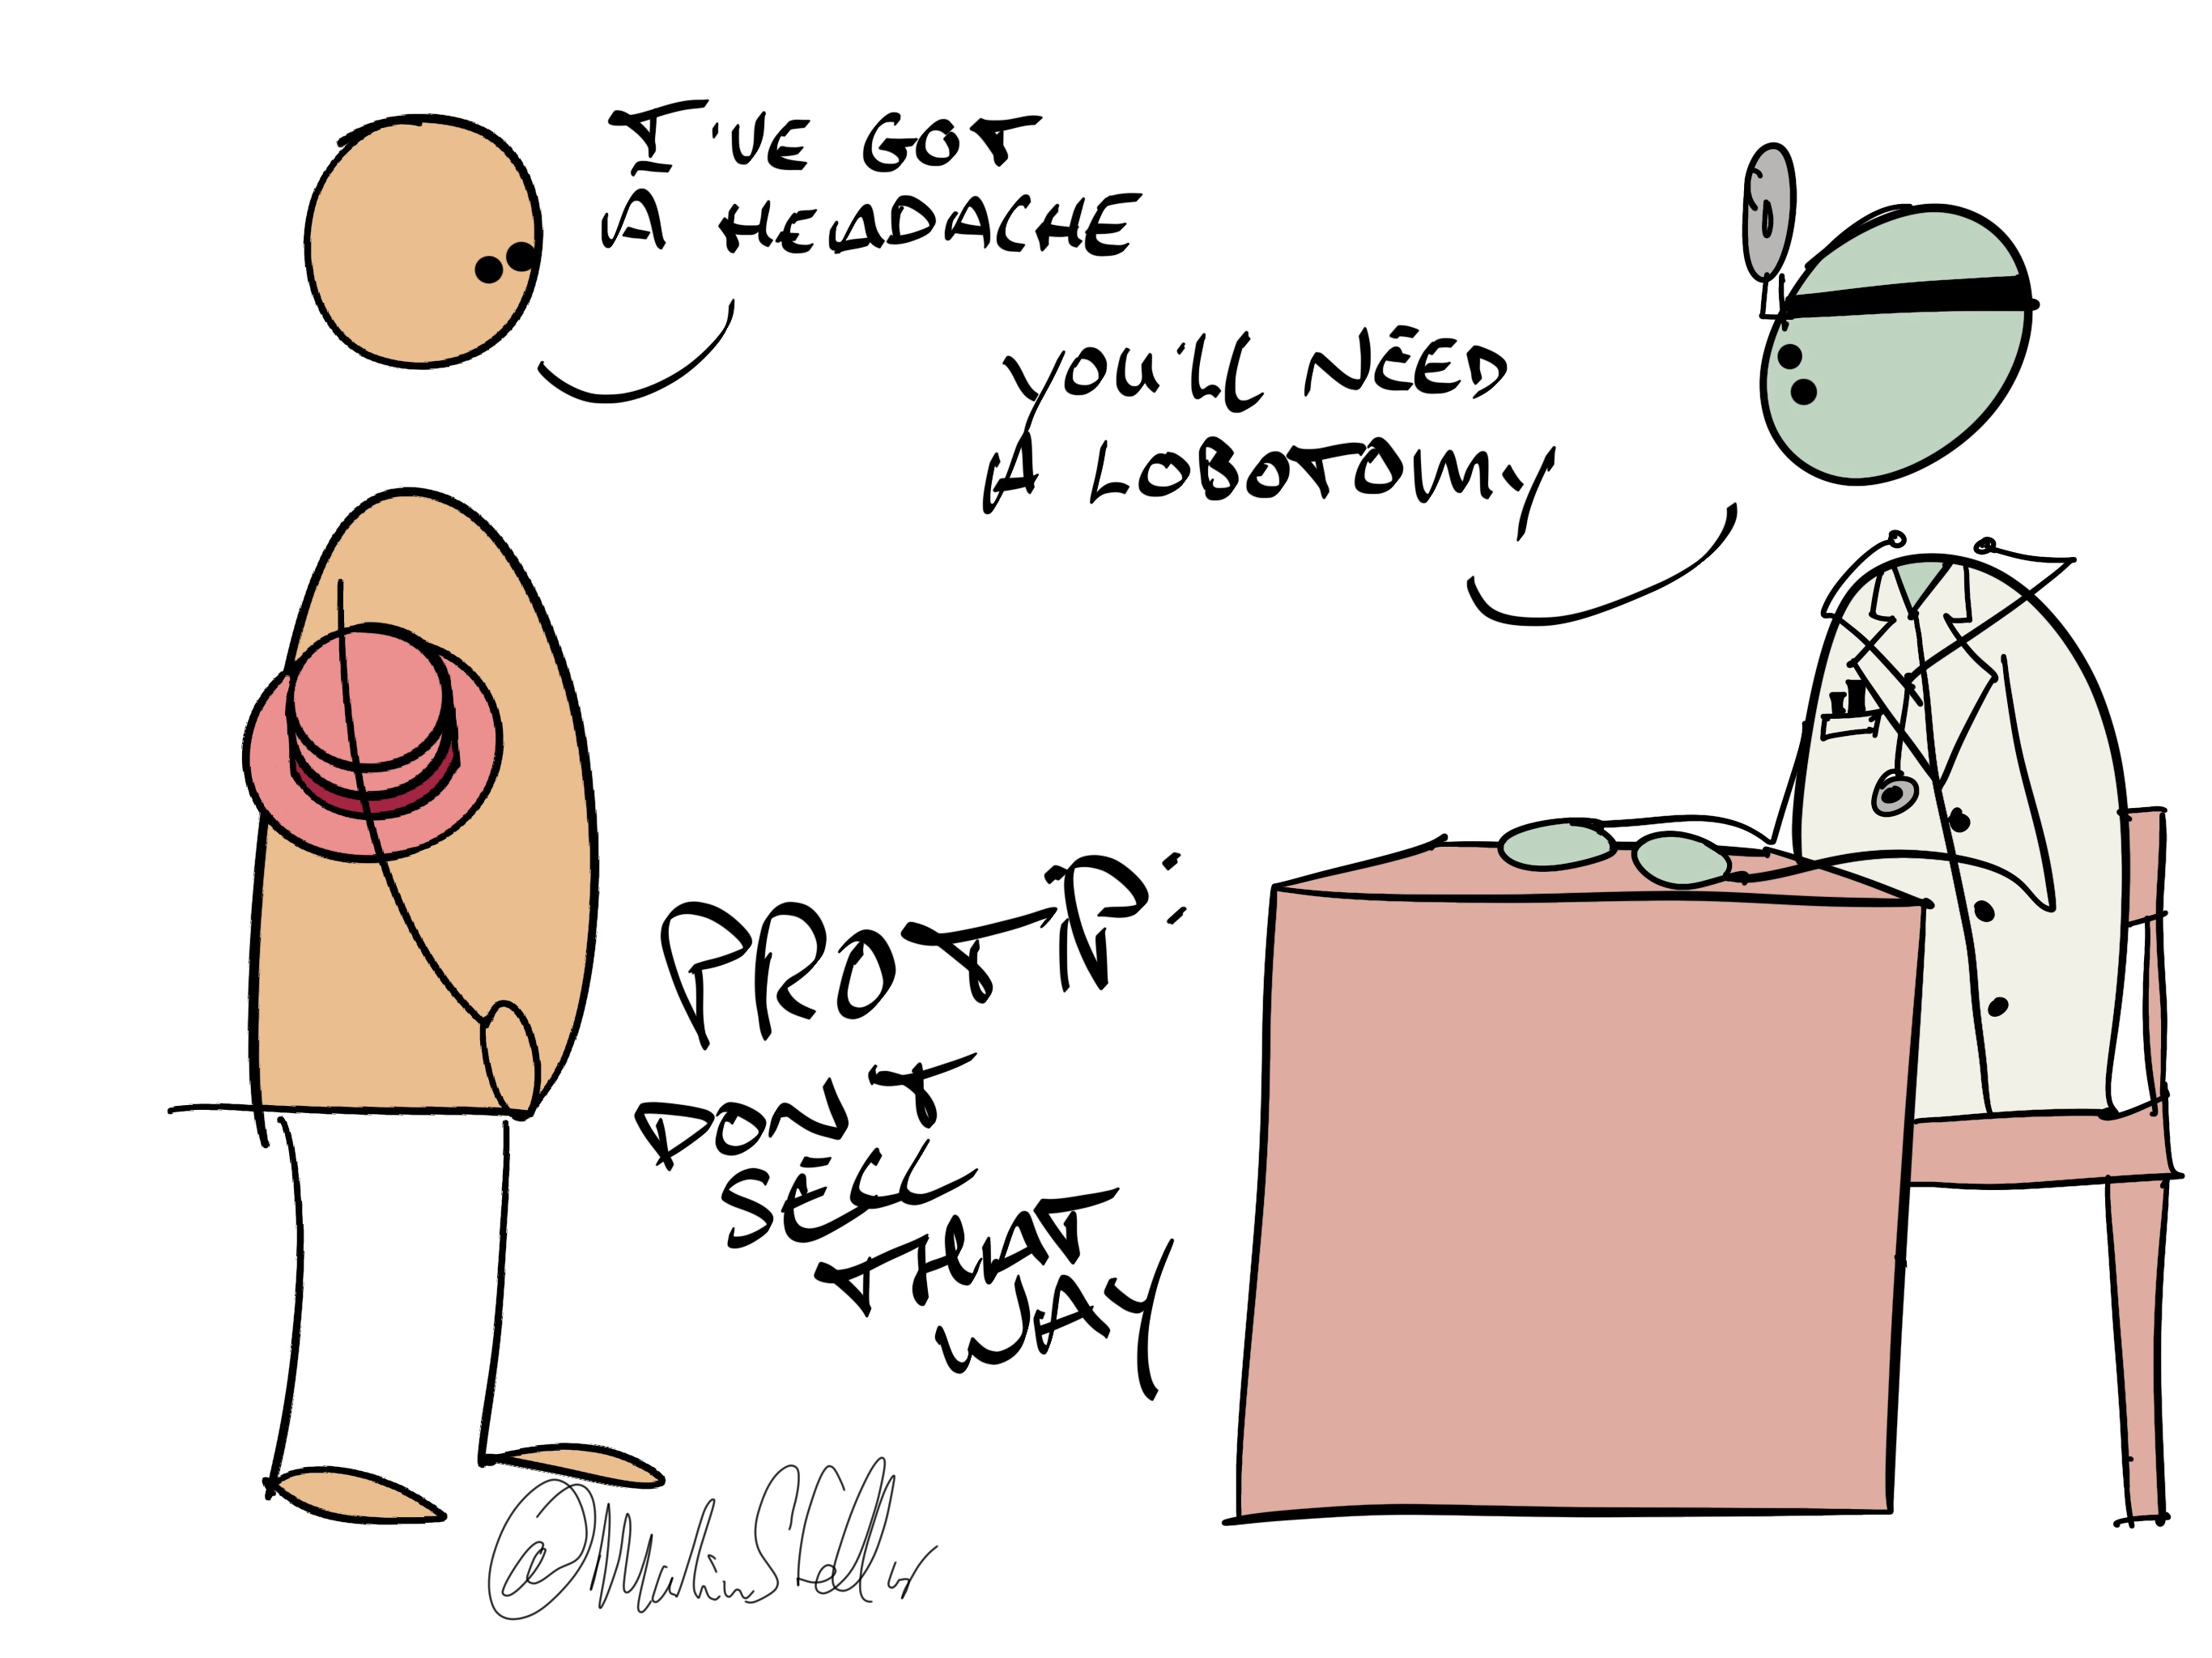 I'VE GOT
A HEADACHE
YOU'LL NEED
A LOBOTOMY
PROTIP:
DON'T
SELL
THAT
WAY